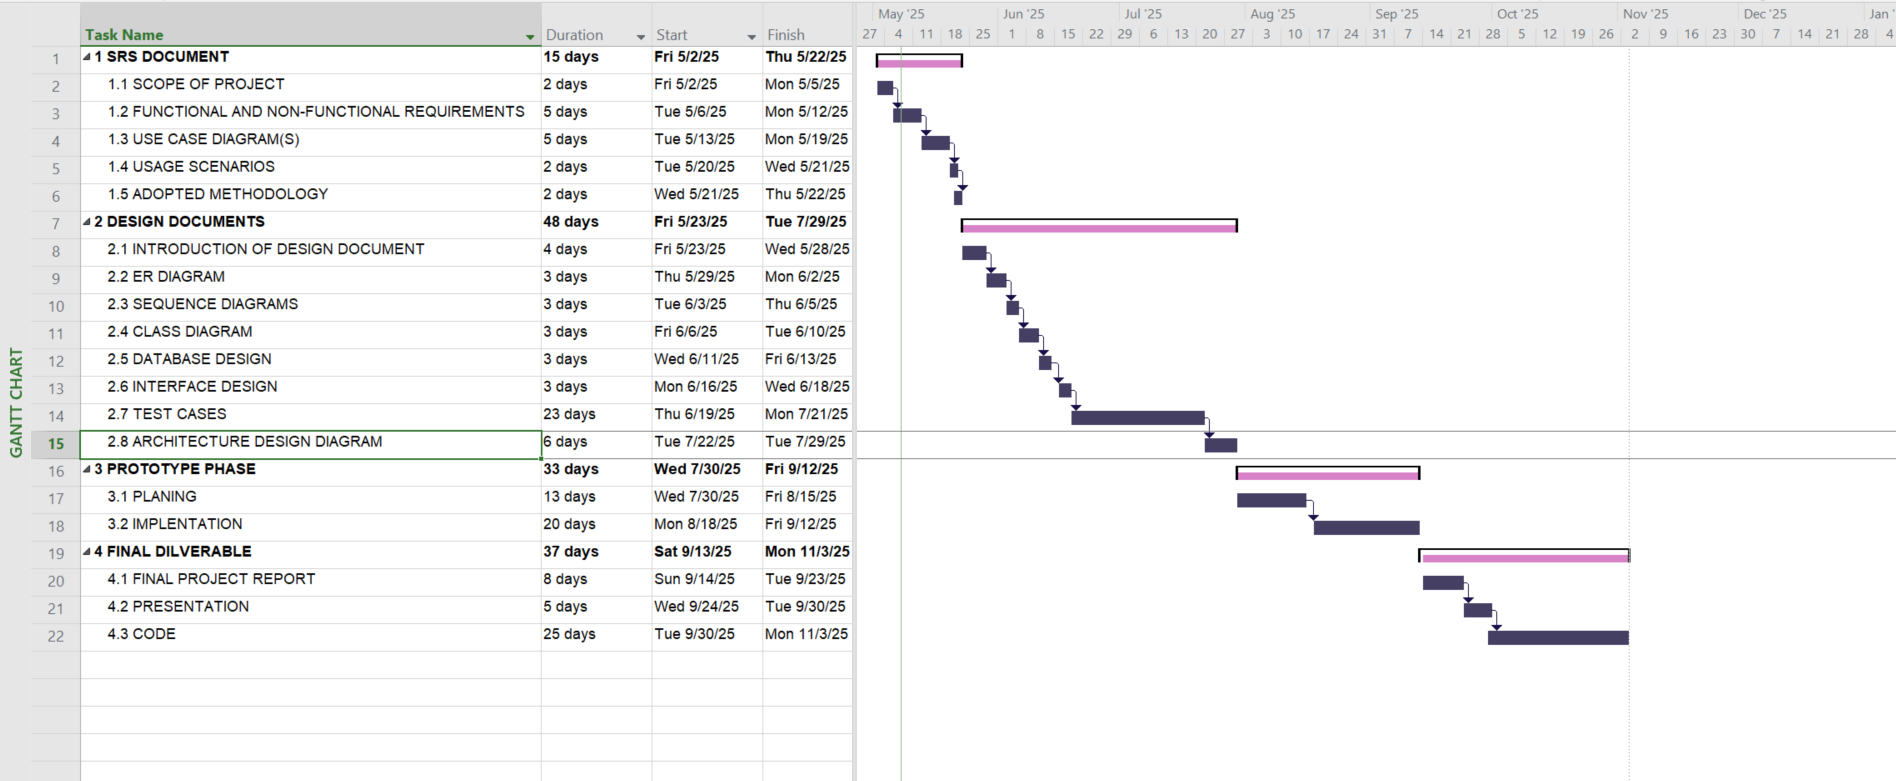 GANTT CHART
Task Name Duration Start Finish
May '25 Jun '25 Jul '25 Aug '25 Sep '25 Oct '25 Nov '25 Dec '25 Jan '
27 4 11 18 25 1 8 15 22 29 6 13 20 27 3 10 17 24 31 7 14 21 28 5 12 19 26 2 9 16 23 30 7 14 21 28 4
1 1 SRS DOCUMENT 15 days Fri 5/2/25 Thu 5/22/25
2 1.1 SCOPE OF PROJECT 2 days Fri 5/2/25 Mon 5/5/25
3 1.2 FUNCTIONAL AND NON-FUNCTIONAL REQUIREMENTS 5 days Tue 5/6/25 Mon 5/12/25
4 1.3 USE CASE DIAGRAM(S) 5 days Tue 5/13/25 Mon 5/19/25
5 1.4 USAGE SCENARIOS 2 days Tue 5/20/25 Wed 5/21/25
6 1.5 ADOPTED METHODOLOGY 2 days Wed 5/21/25 Thu 5/22/25
7 2 DESIGN DOCUMENTS 48 days Fri 5/23/25 Tue 7/29/25
8 2.1 INTRODUCTION OF DESIGN DOCUMENT 4 days Fri 5/23/25 Wed 5/28/25
9 2.2 ER DIAGRAM 3 days Thu 5/29/25 Mon 6/2/25
10 2.3 SEQUENCE DIAGRAMS 3 days Tue 6/3/25 Thu 6/5/25
11 2.4 CLASS DIAGRAM 3 days Fri 6/6/25 Tue 6/10/25
12 2.5 DATABASE DESIGN 3 days Wed 6/11/25 Fri 6/13/25
13 2.6 INTERFACE DESIGN 3 days Mon 6/16/25 Wed 6/18/25
14 2.7 TEST CASES 23 days Thu 6/19/25 Mon 7/21/25
15 2.8 ARCHITECTURE DESIGN DIAGRAM 6 days Tue 7/22/25 Tue 7/29/25
16 3 PROTOTYPE PHASE 33 days Wed 7/30/25 Fri 9/12/25
17 3.1 PLANING 13 days Wed 7/30/25 Fri 8/15/25
18 3.2 IMPLENTATION 20 days Mon 8/18/25 Fri 9/12/25
19 4 FINAL DILVERABLE 37 days Sat 9/13/25 Mon 11/3/25
20 4.1 FINAL PROJECT REPORT 8 days Sun 9/14/25 Tue 9/23/25
21 4.2 PRESENTATION 5 days Wed 9/24/25 Tue 9/30/25
22 4.3 CODE 25 days Tue 9/30/25 Mon 11/3/25